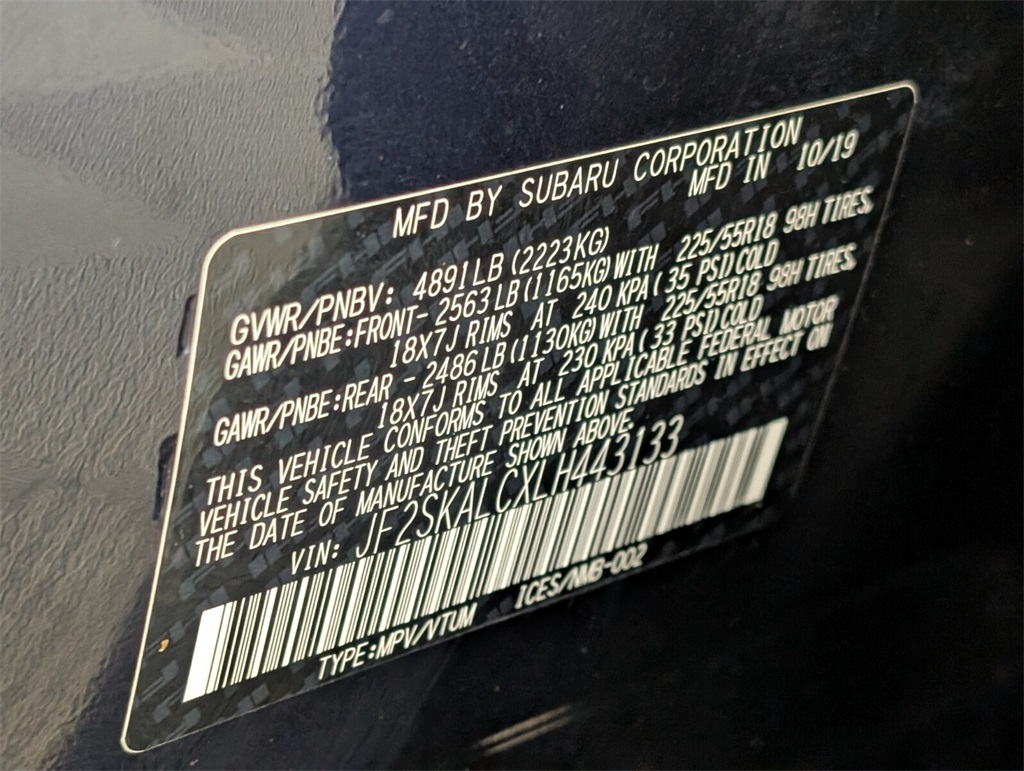 MFD BY SUBARU CORPORATION
MFD IN 10/19
GVWR/PNBV: 4891LB (2223KG)
GAWR/PNBE:FRONT- 2563LB (1165KG) WITH 225/55R18 98H TIRES,
18X7J RIMS AT 240 KPA ( 35 PSI) COLD
GAWR/PNBE:REAR - 2486LB (1130KG) WITH 225/55R18 98H TIRES,
18X7J RIMS AT 230 KPA ( 33 PSI) COLD
THIS VEHICLE CONFORMS TO ALL APPLICABLE FEDERAL MOTOR
VEHICLE SAFETY AND THEFT PREVENTION STANDARDS IN EFFECT ON
THE DATE OF MANUFACTURE SHOWN ABOVE.
VIN: JF2SKALCXLH443133
TYPE:MPV/VTUM ICES/NMB-002